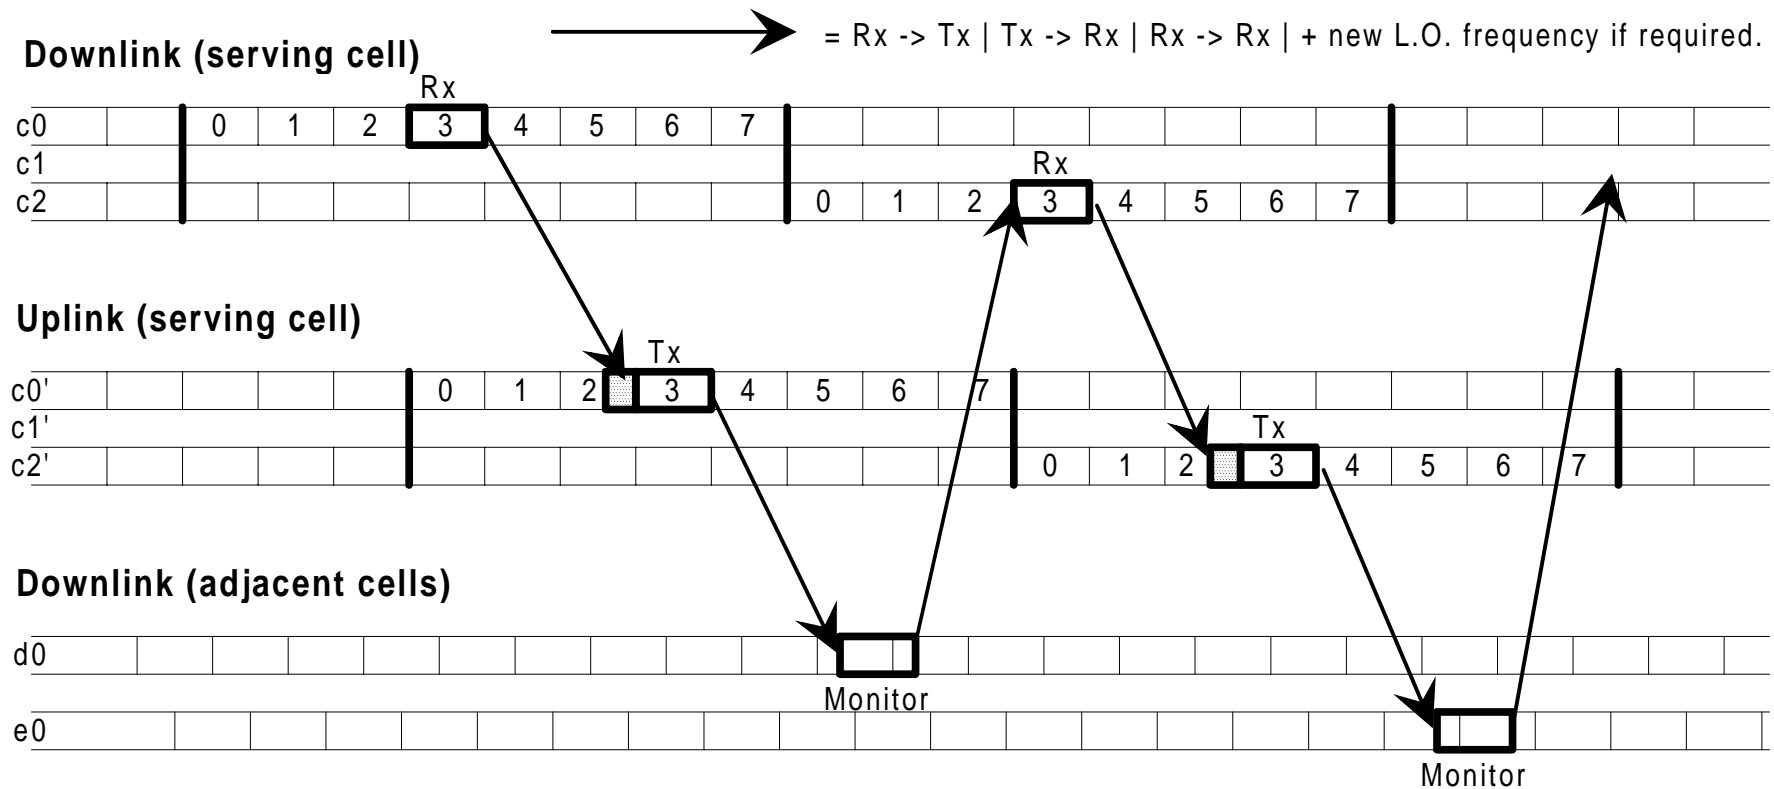 = Rx -> Tx | Tx -> Rx | Rx -> Rx | + new L.O. frequency if required.
Downlink (serving cell)
Rx
c0 0 1 2 3 4 5 6 7
c1 Rx
c2 0 1 2 3 4 5 6 7
Uplink (serving cell)
Tx
c0' 0 1 2 3 4 5 6 7
c1' Tx
c2' 0 1 2 3 4 5 6 7
Downlink (adjacent cells)
d0
Monitor
e0
Monitor